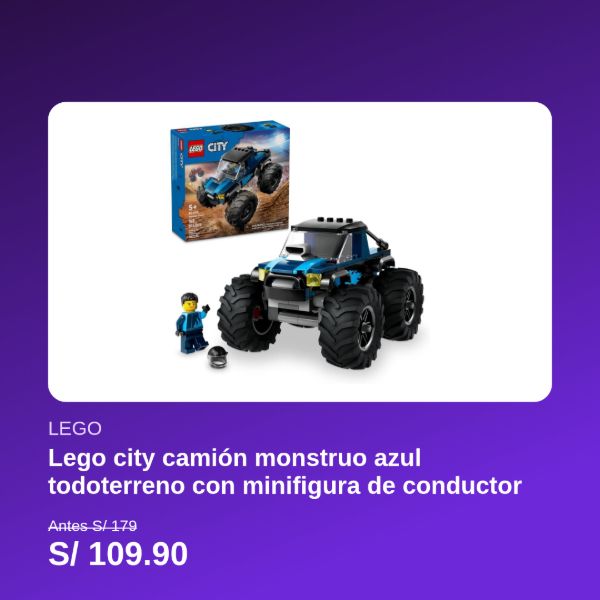 LEGO CITY
5+
LEGO
Lego city camión monstruo azul
todoterreno con minifigura de conductor
Antes S/ 179
S/ 109.90